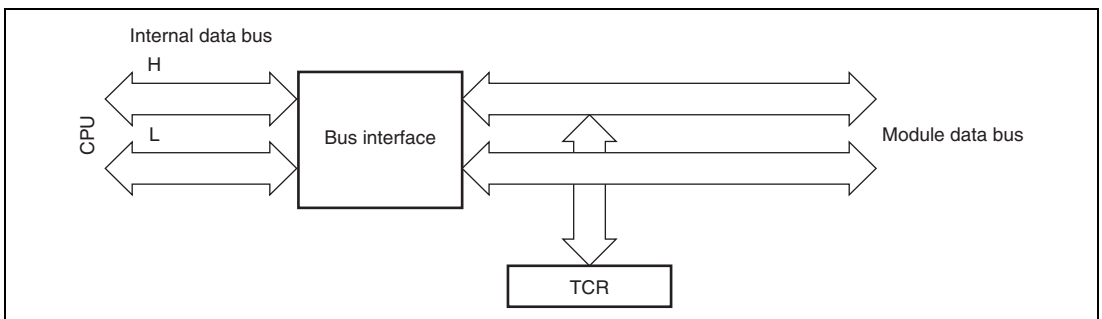 Internal data bus
H
CPU
L
Bus interface
Module data bus
TCR